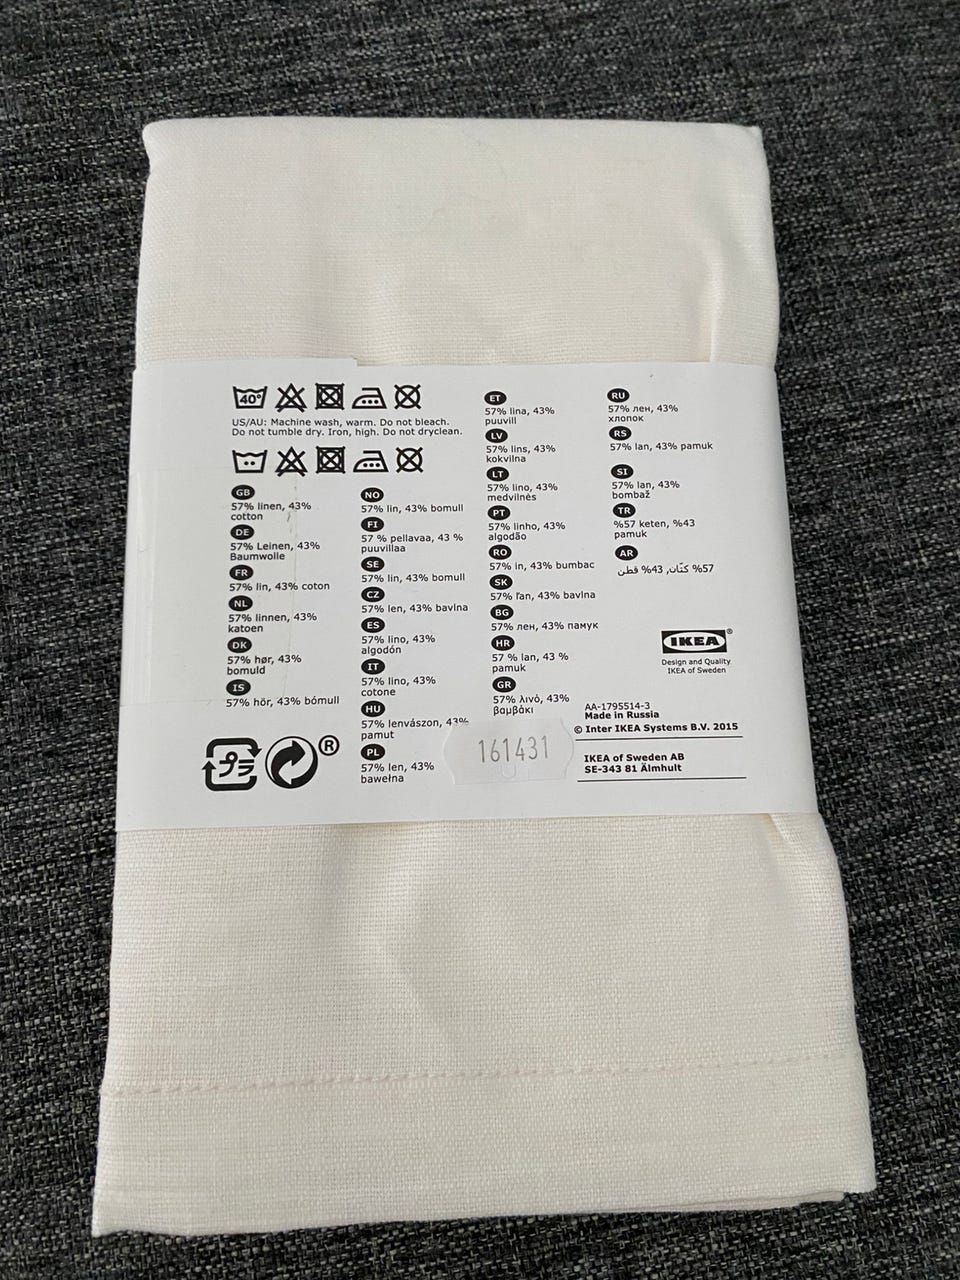 40°
US/AU: Machine wash, warm. Do not bleach.
Do not tumble dry. Iron, high. Do not dryclean.
GB
57% linen, 43%
cotton
DE
57% Leinen, 43%
Baumwolle
FR
57% lin, 43% coton
NL
57% linnen, 43%
katoen
DK
57% hør, 43%
bomuld
IS
57% hör, 43% bómull
NO
57% lin, 43% bomull
FI
57 % pellavaa, 43 %
puuvillaa
SE
57% lin, 43% bomull
CZ
57% len, 43% bavlna
ES
57% lino, 43%
algodón
IT
57% lino, 43%
cotone
HU
57% lenvászon, 43%
pamut
PL
57% len, 43%
bawełna
ET
57% lina, 43%
puuvill
LV
57% lins, 43%
kokvilna
LT
57% lino, 43%
medvilnės
PT
57% linho, 43%
algodão
RO
57% in, 43% bumbac
SK
57% ľan, 43% bavlna
BG
57% лен, 43% памук
HR
57 % lan, 43 %
pamuk
GR
57% λινό, 43%
βαμβάκι
RU
57% лен, 43%
хлопок
RS
57% lan, 43% pamuk
SI
57% lan, 43%
bombaž
TR
%57 keten, %43
pamuk
AR
57% كتّان, 43% قطن
IKEA®
Design and Quality
IKEA of Sweden
AA-1795514-3
Made in Russia
© Inter IKEA Systems B.V. 2015
IKEA of Sweden AB
SE-343 81 Älmhult
®
161431